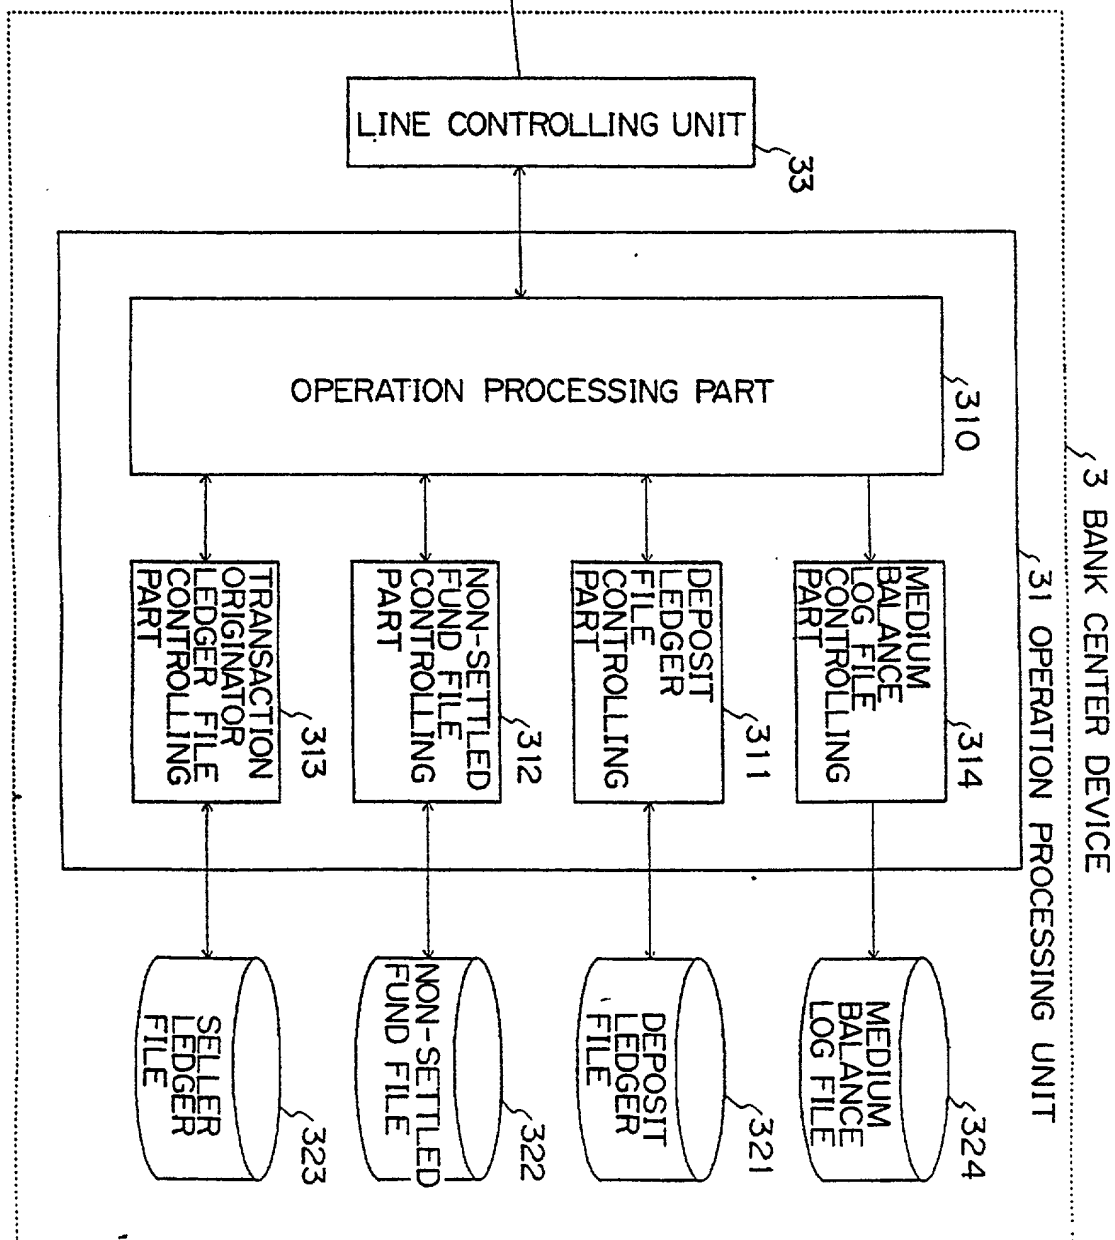 3 BANK CENTER DEVICE
31 OPERATION PROCESSING UNIT
LINE CONTROLLING UNIT
33
OPERATION PROCESSING PART
310
MEDIUM
BALANCE
LOG FILE
CONTROLLING
PART
314
DEPOSIT
LEDGER
FILE
CONTROLLING
PART
311
NON-SETTLED
FUND FILE
CONTROLLING
PART
312
TRANSACTION
ORIGINATOR
LEDGER FILE
CONTROLLING
PART
313
MEDIUM
BALANCE
LOG FILE
324
DEPOSIT
LEDGER
FILE
321
NON-SETTLED
FUND FILE
322
SELLER
LEDGER
FILE
323